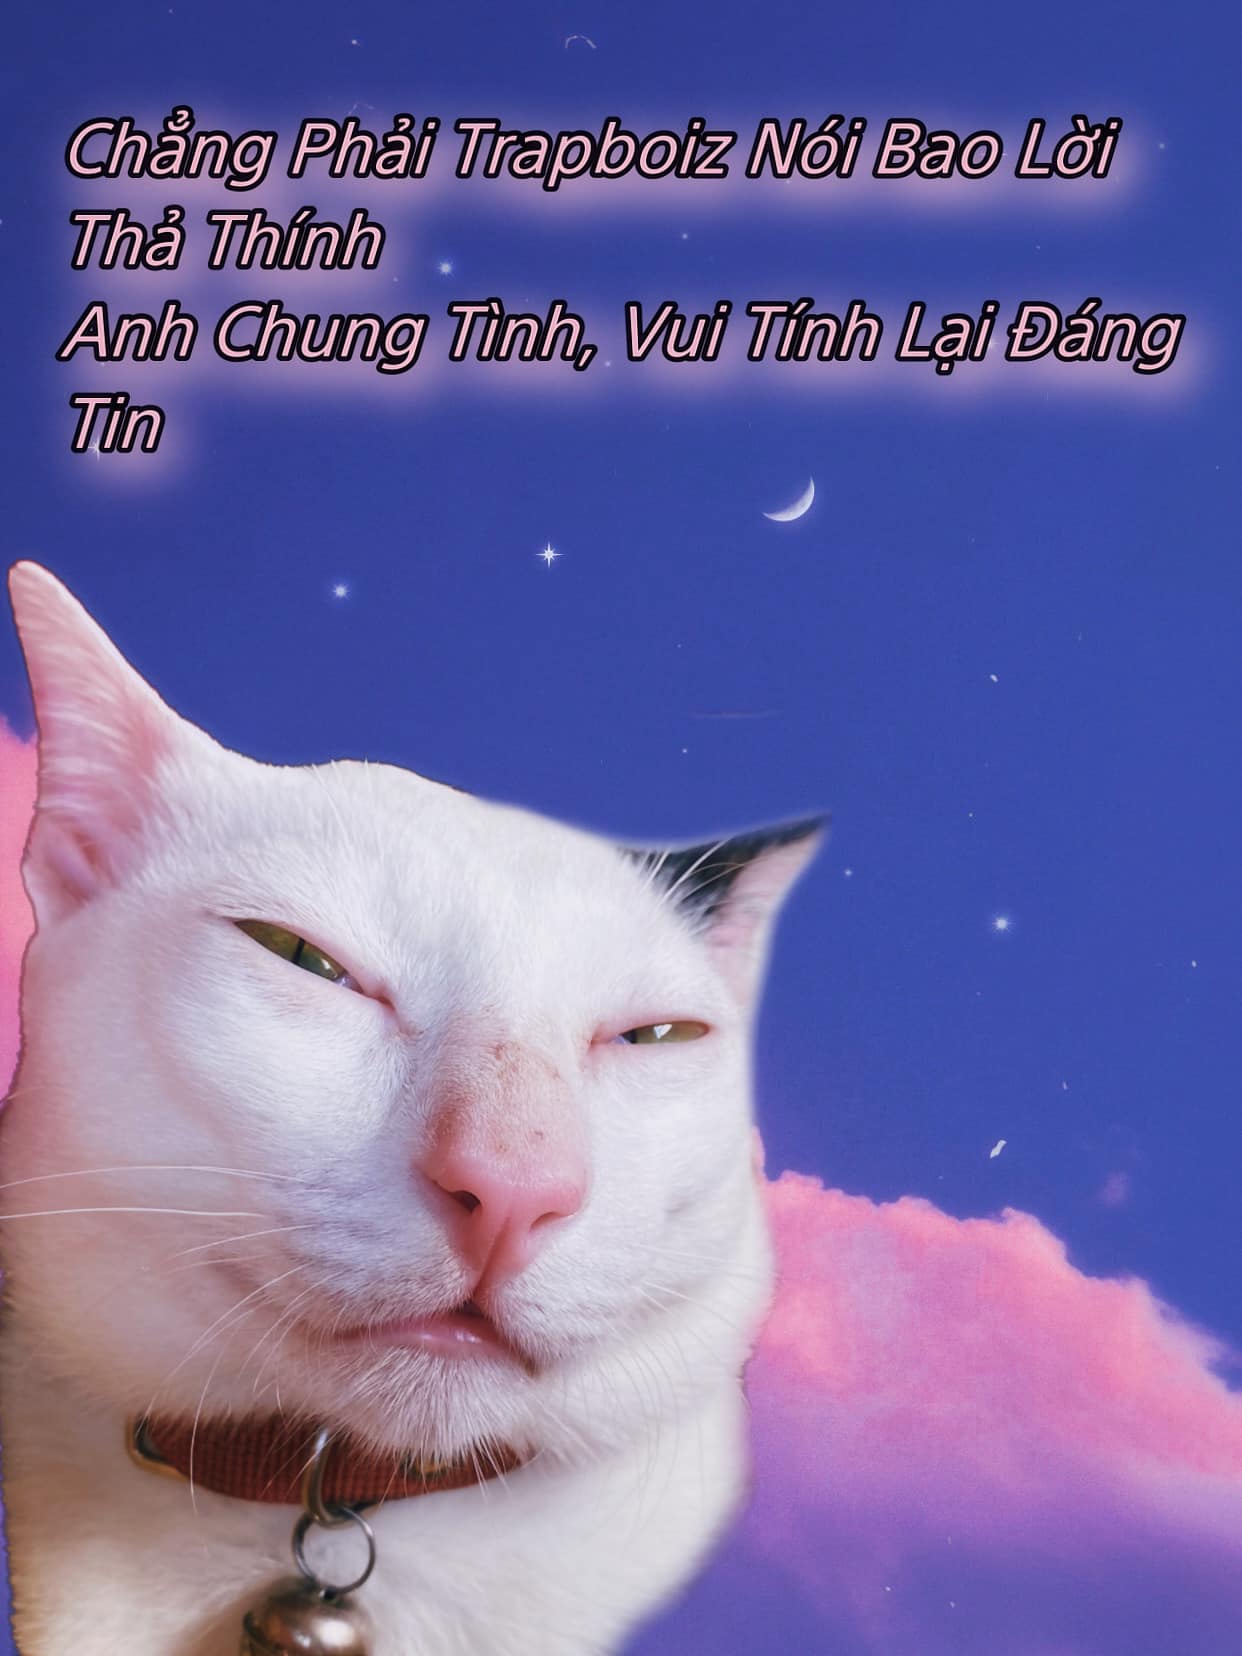 Chẳng Phải Trapboiz Nói Bao Lời
Thả Thính
Anh Chung Tình, Vui Tính Lại Đáng
Tin